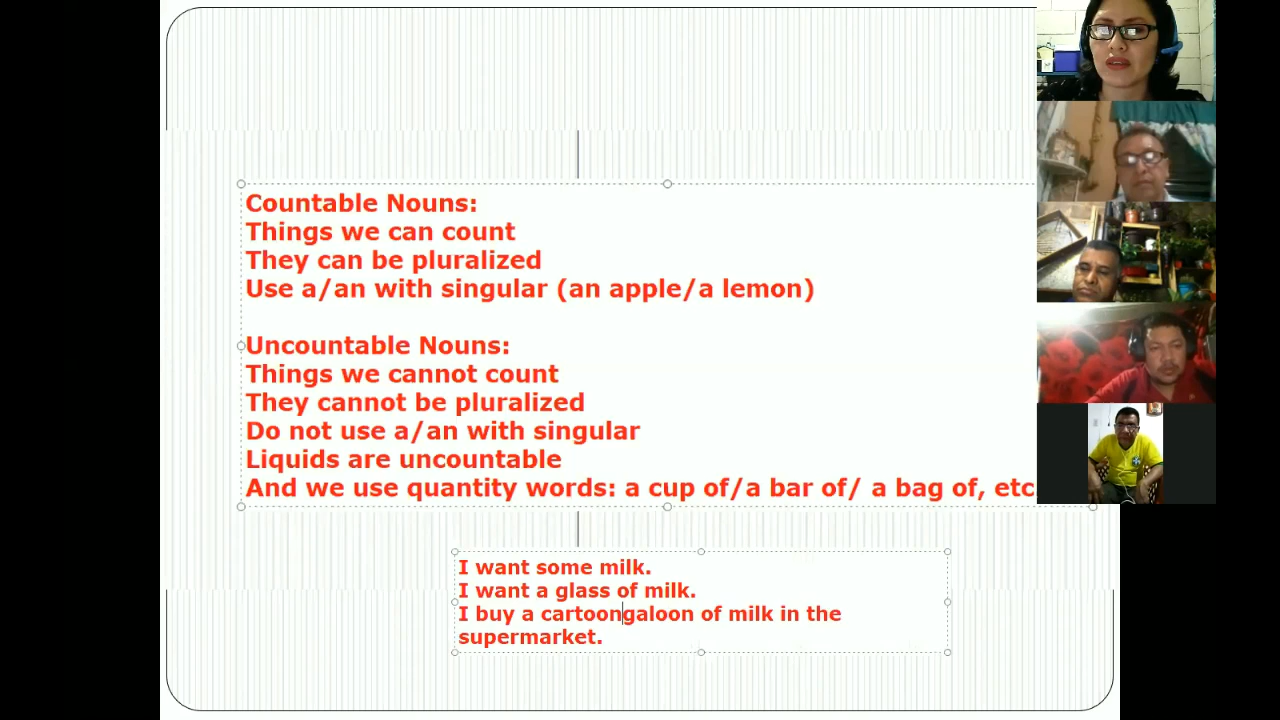 Countable Nouns:
Things we can count
They can be pluralized
Use a/an with singular (an apple/a lemon)
Uncountable Nouns:
Things we cannot count
They cannot be pluralized
Do not use a/an with singular
Liquids are uncountable
And we use quantity words: a cup of/a bar of/ a bag of, etc
I want some milk.
I want a glass of milk.
I buy a cartoongaloon of milk in the
supermarket.